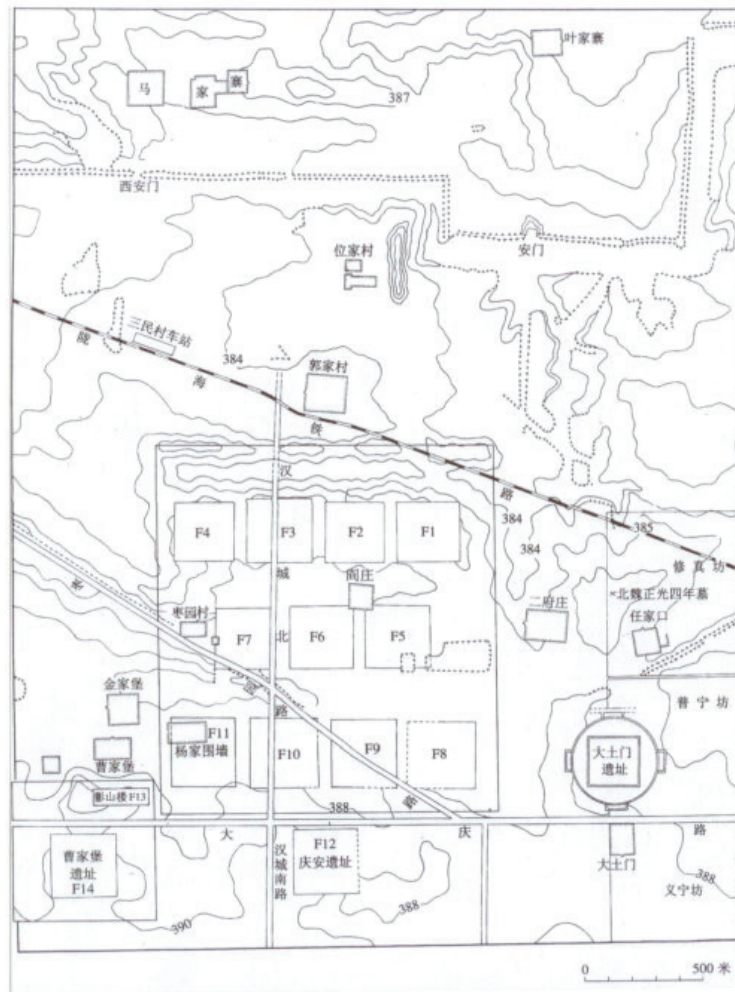 叶家寨
马
家
寨
387
西安门
安门
位家村
三民村车站
384
郭家村
陇
海
铁
路
汉
384
385
384
F4
F3
F2
F1
修真坊
城
阎庄
×北魏正光四年墓
二府庄
任家口
枣园村
F7
北
F6
F5
金家堡
路
普宁坊
F11
杨家围墙
F10
F9
F8
大土门
遗址
曹家堡
影山楼F13
388
大
庆
路
F12
庆安遗址
汉城南路
曹家堡
遗址
F14
大土门
388
388
义宁坊
390
0
500 米